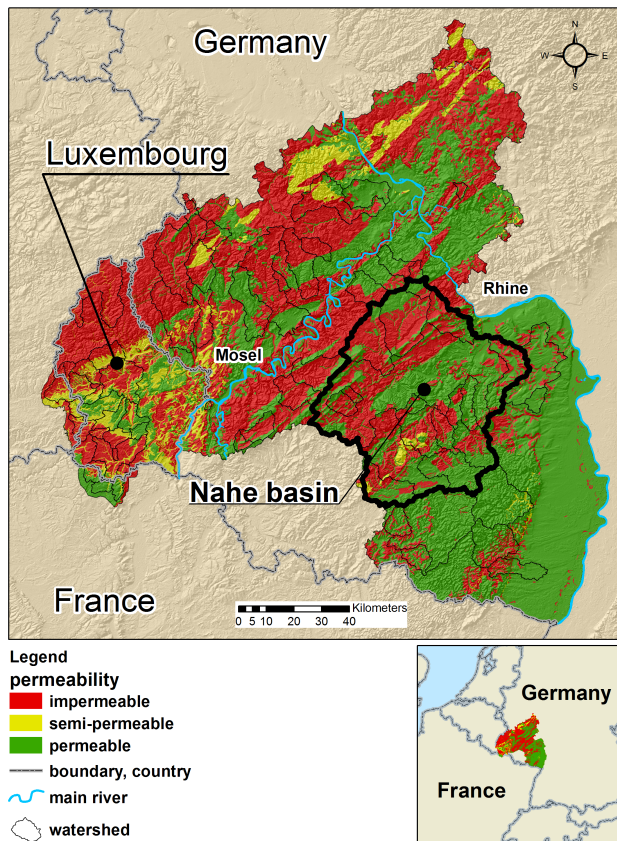 Germany
N
W E
S
Luxembourg
Rhine
Mosel
Nahe basin
France
Kilometers
0 5 10 20 30 40
Legend
permeability
impermeable
semi-permeable
permeable
boundary, country
main river
watershed
Germany
France